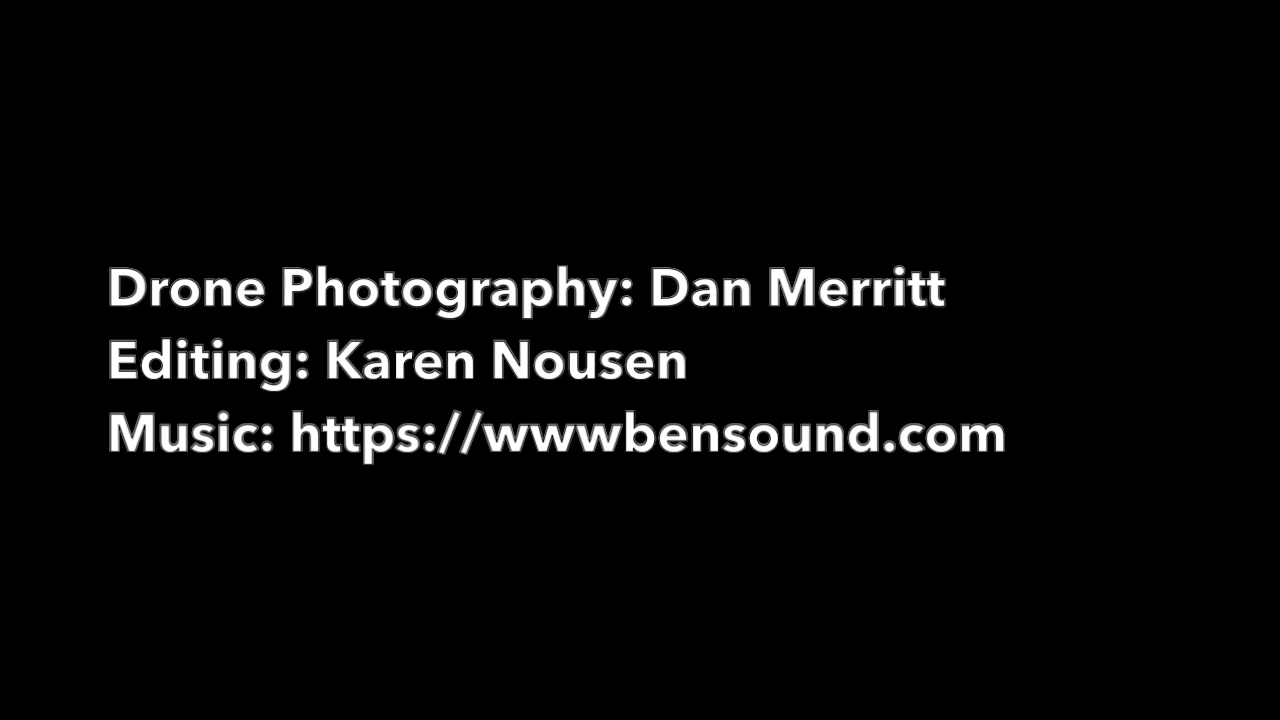 Drone Photography: Dan Merritt
Editing: Karen Nousen
Music: https://wwwbensound.com